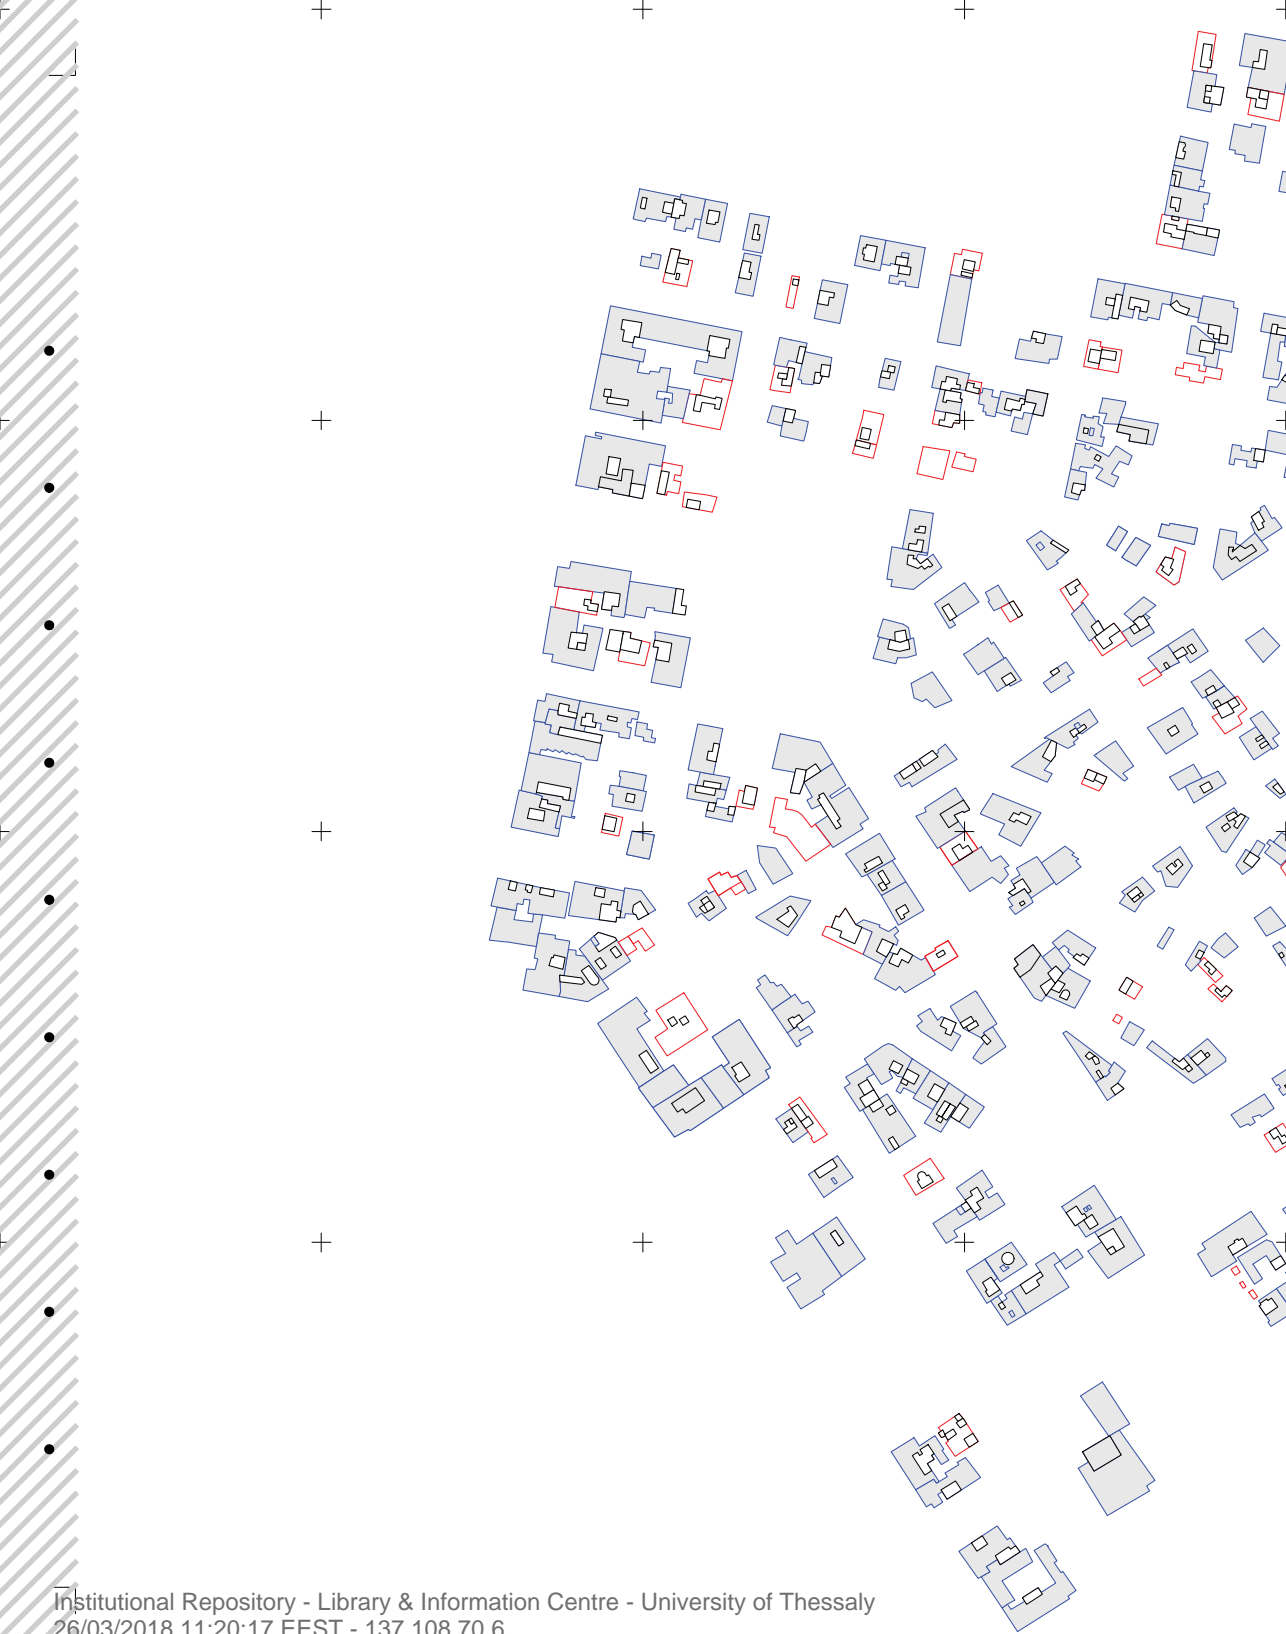 Institutional Repository - Library & Information Centre - University of Thessaly
26/03/2018 11:20:17 EEST - 137.108.70.6